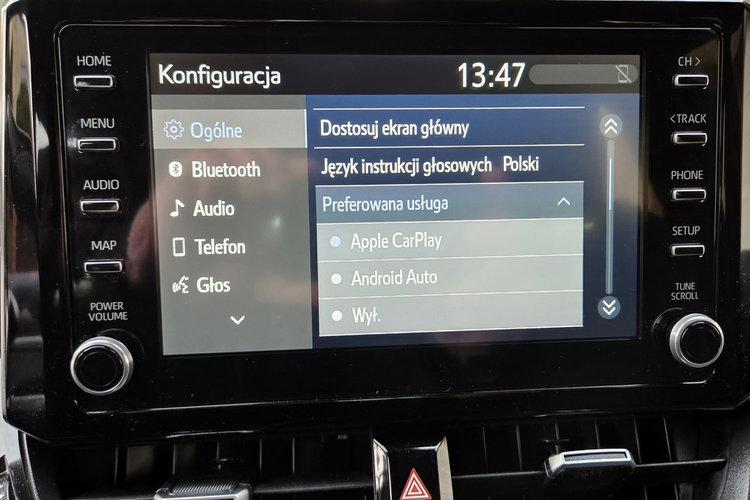 HOME
MENU
AUDIO
MAP
POWER
VOLUME
Konfiguracja
13:47
Ogólne
Bluetooth
Audio
Telefon
Głos
Dostosuj ekran główny
Język instrukcji głosowych Polski
Preferowana usługa
Apple CarPlay
Android Auto
Wył.
CH >
<TRACK
PHONE
SETUP
TUNE
SCROLL